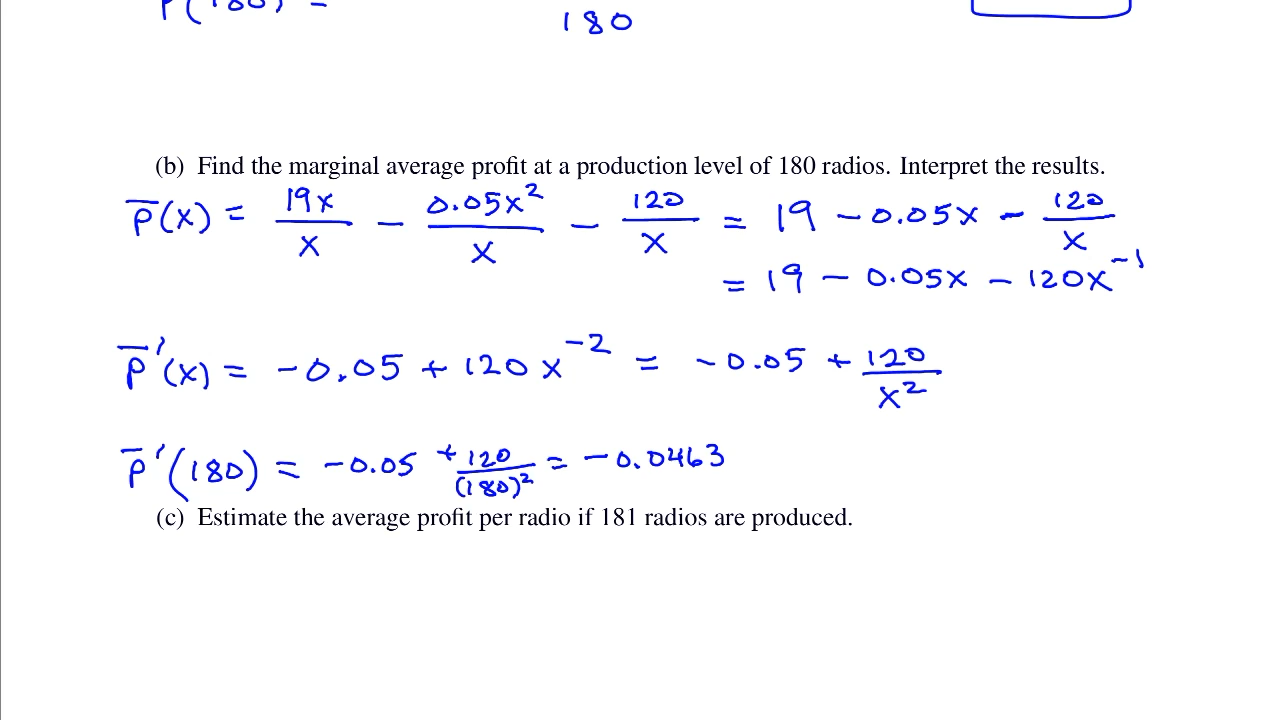 P(180) =
180
(b) Find the marginal average profit at a production level of 180 radios. Interpret the results.
P̅(x) = 19x/x - 0.05x²/x - 120/x = 19 - 0.05x - 120/x
= 19 - 0.05x - 120x⁻¹
P̅'(x) = -0.05 + 120x⁻² = -0.05 + 120/x²
P̅'(180) = -0.05 + 120/(180)² = -0.0463
(c) Estimate the average profit per radio if 181 radios are produced.